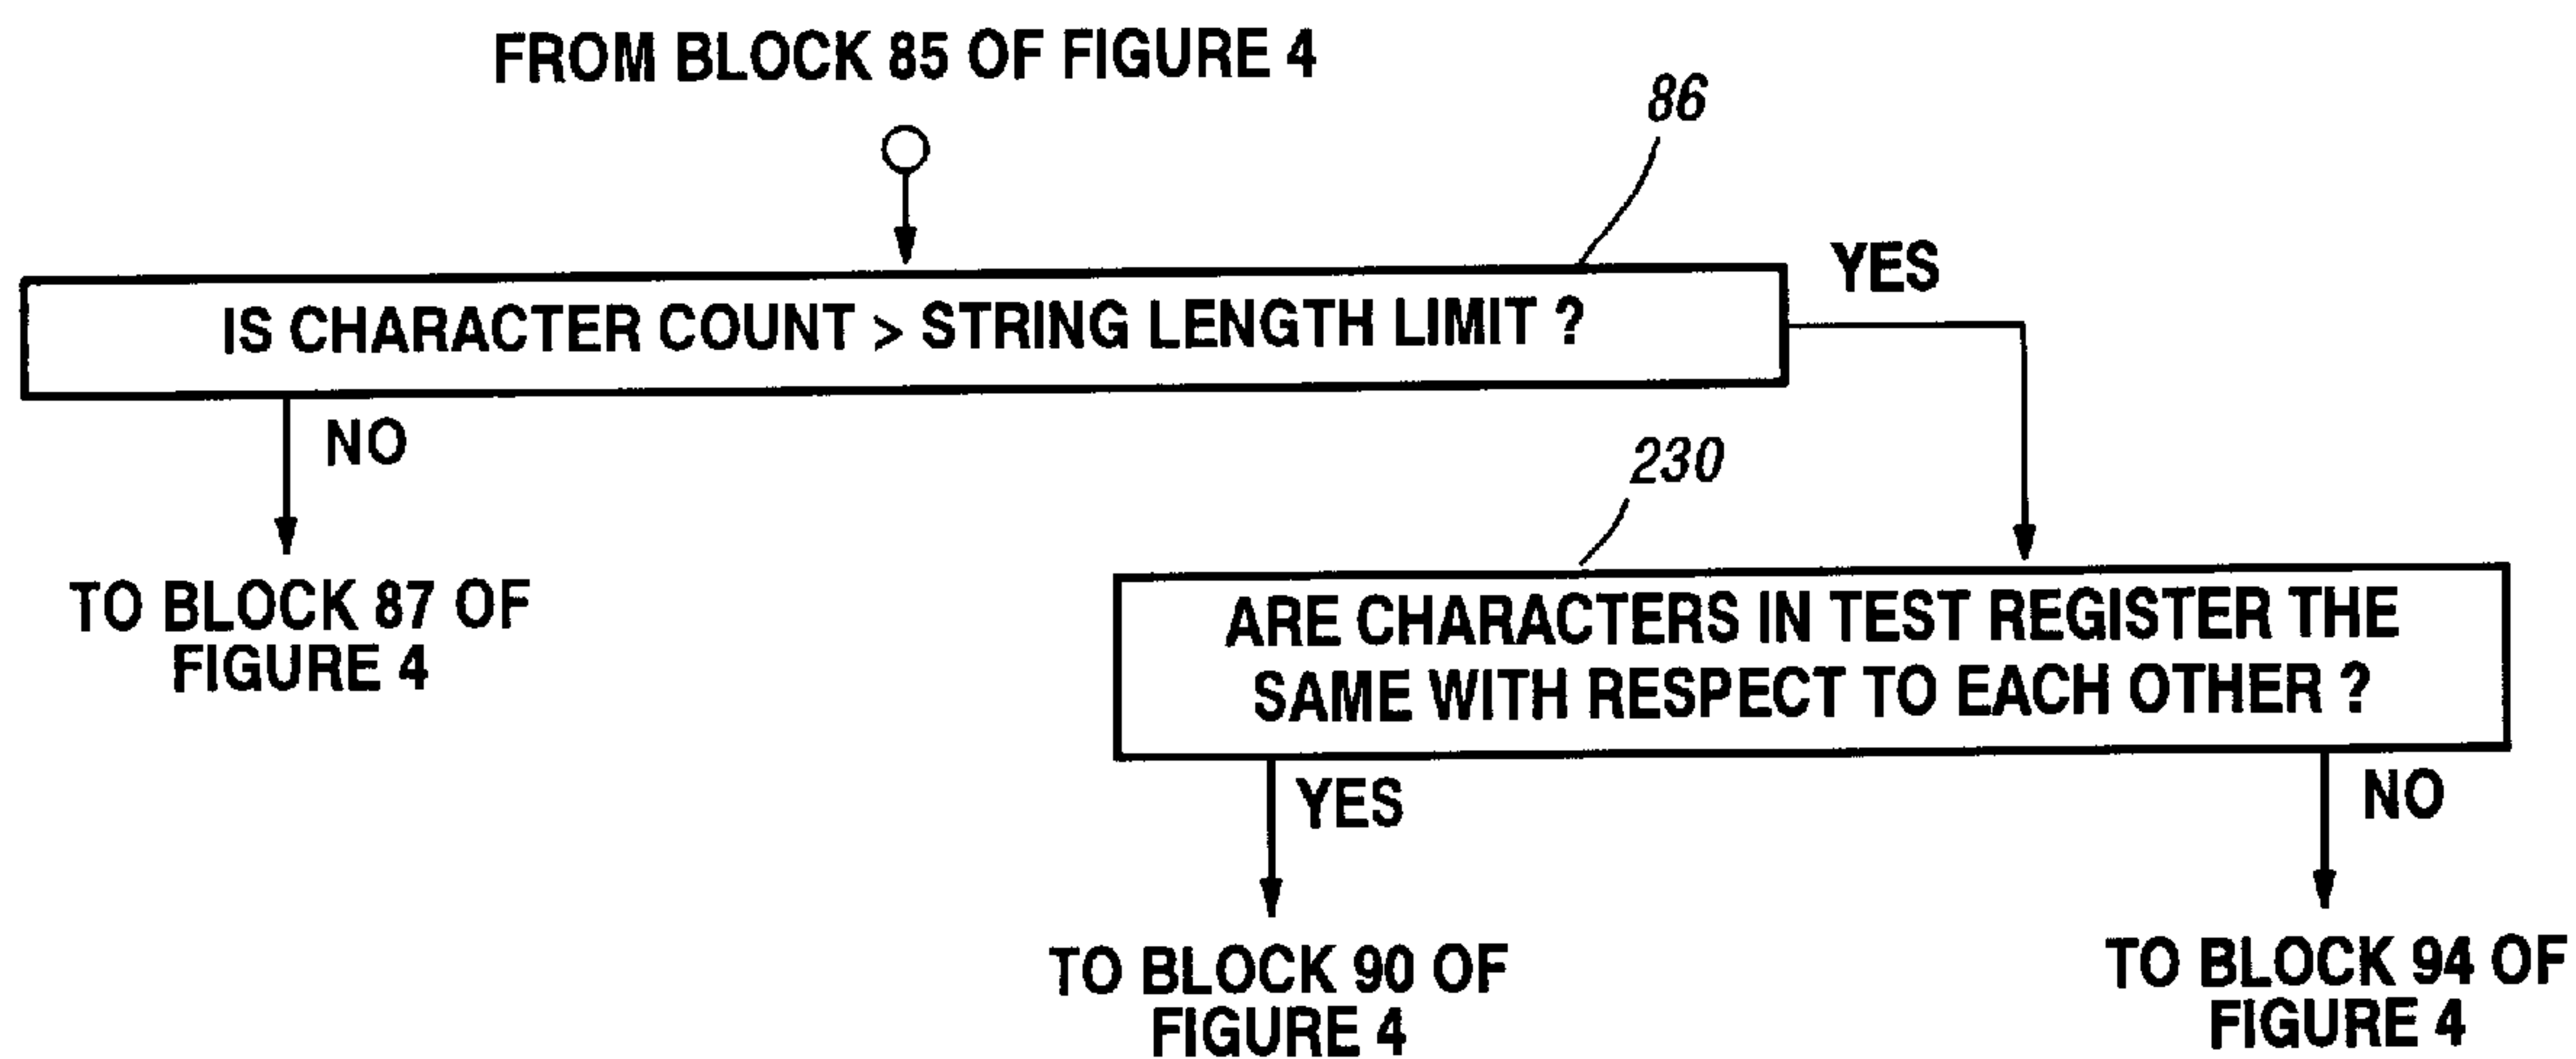 FROM BLOCK 85 OF FIGURE 4
86
YES
IS CHARACTER COUNT > STRING LENGTH LIMIT ?
NO
230
TO BLOCK 87 OF
FIGURE 4
ARE CHARACTERS IN TEST REGISTER THE
SAME WITH RESPECT TO EACH OTHER ?
YES
NO
TO BLOCK 90 OF
FIGURE 4
TO BLOCK 94 OF
FIGURE 4